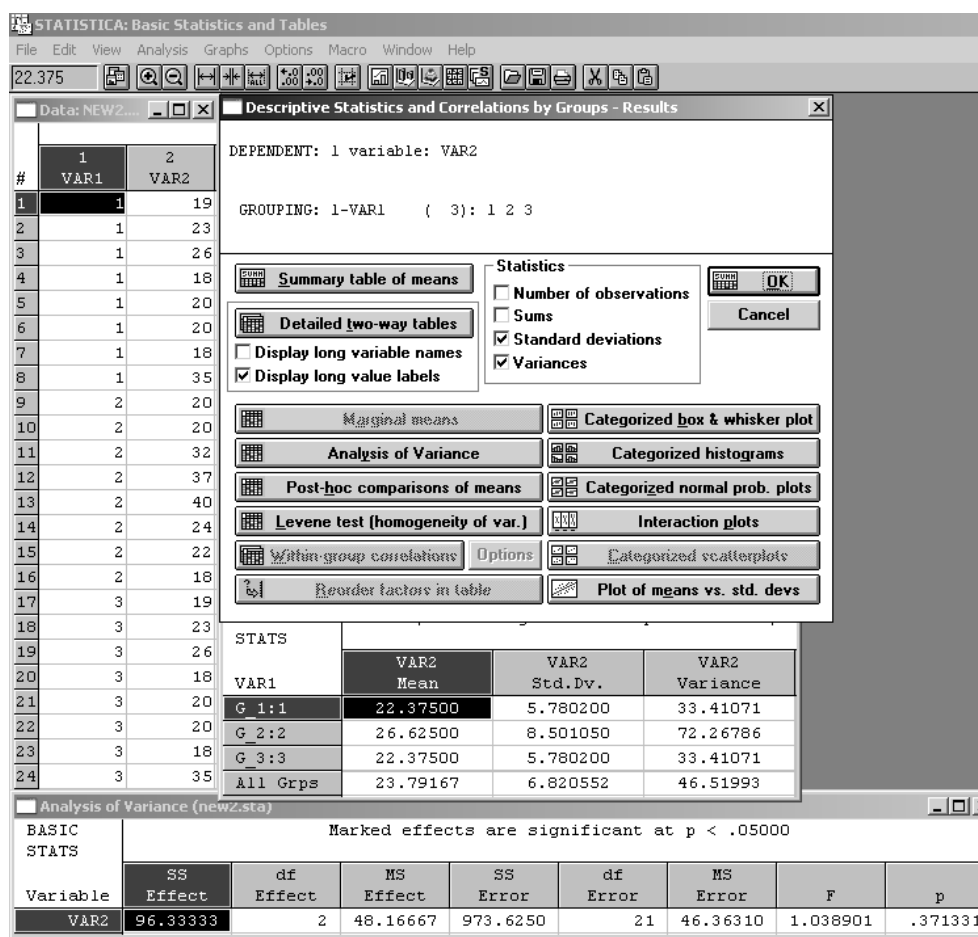 STATISTICA: Basic Statistics and Tables
File Edit View Analysis Graphs Options Macro Window Help
22.375
Data: NEW2....
1 2
# VAR1 VAR2
1 1 19
2 1 23
3 1 26
4 1 18
5 1 20
6 1 20
7 1 18
8 1 35
9 2 20
10 2 20
11 2 32
12 2 37
13 2 40
14 2 24
15 2 22
16 2 18
17 3 19
18 3 23
19 3 26
20 3 18
21 3 20
22 3 20
23 3 18
24 3 35
Descriptive Statistics and Correlations by Groups - Results
DEPENDENT: 1 variable: VAR2
GROUPING: 1-VAR1 ( 3): 1 2 3
Summary table of means
Detailed two-way tables
Display long variable names
Display long value labels
Statistics
Number of observations
Sums
Standard deviations
Variances
OK
Cancel
Marginal means
Analysis of Variance
Post-hoc comparisons of means
Levene test (homogeneity of var.)
Within-group correlations Options
Reorder factors in table
Categorized box & whisker plot
Categorized histograms
Categorized normal prob. plots
Interaction plots
Categorized scatterplots
Plot of means vs. std. devs
STATS
VAR2 VAR2 VAR2
VAR1 Mean Std.Dv. Variance
G_1:1 22.37500 5.780200 33.41071
G_2:2 26.62500 8.501050 72.26786
G_3:3 22.37500 5.780200 33.41071
All Grps 23.79167 6.820552 46.51993
Analysis of Variance (new2.sta)
BASIC Marked effects are significant at p < .05000
STATS
SS df MS SS df MS
Variable Effect Effect Effect Error Error Error F p
VAR2 96.33333 2 48.16667 973.6250 21 46.36310 1.038901 .371331